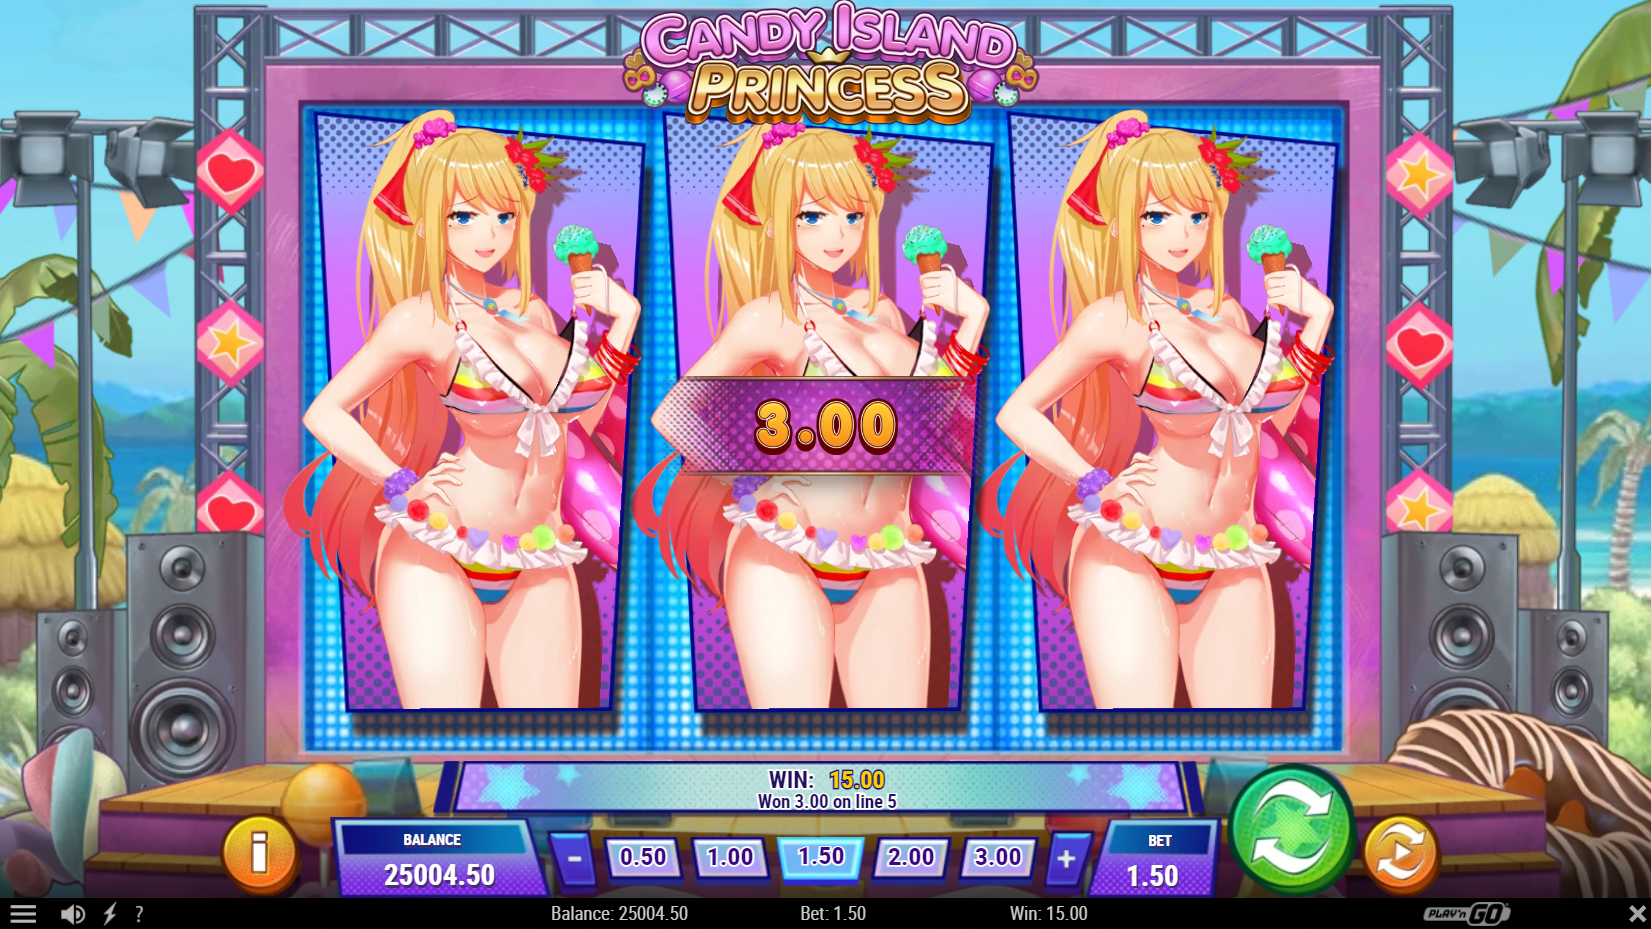 CANDY ISLAND
PRINCESS
3.00
WIN: 15.00
Won 3.00 on line 5
BALANCE
25004.50
-
0.50
1.00
1.50
2.00
3.00
+
BET
1.50
?
Balance: 25004.50
Bet: 1.50
Win: 15.00
PLAY'n GO